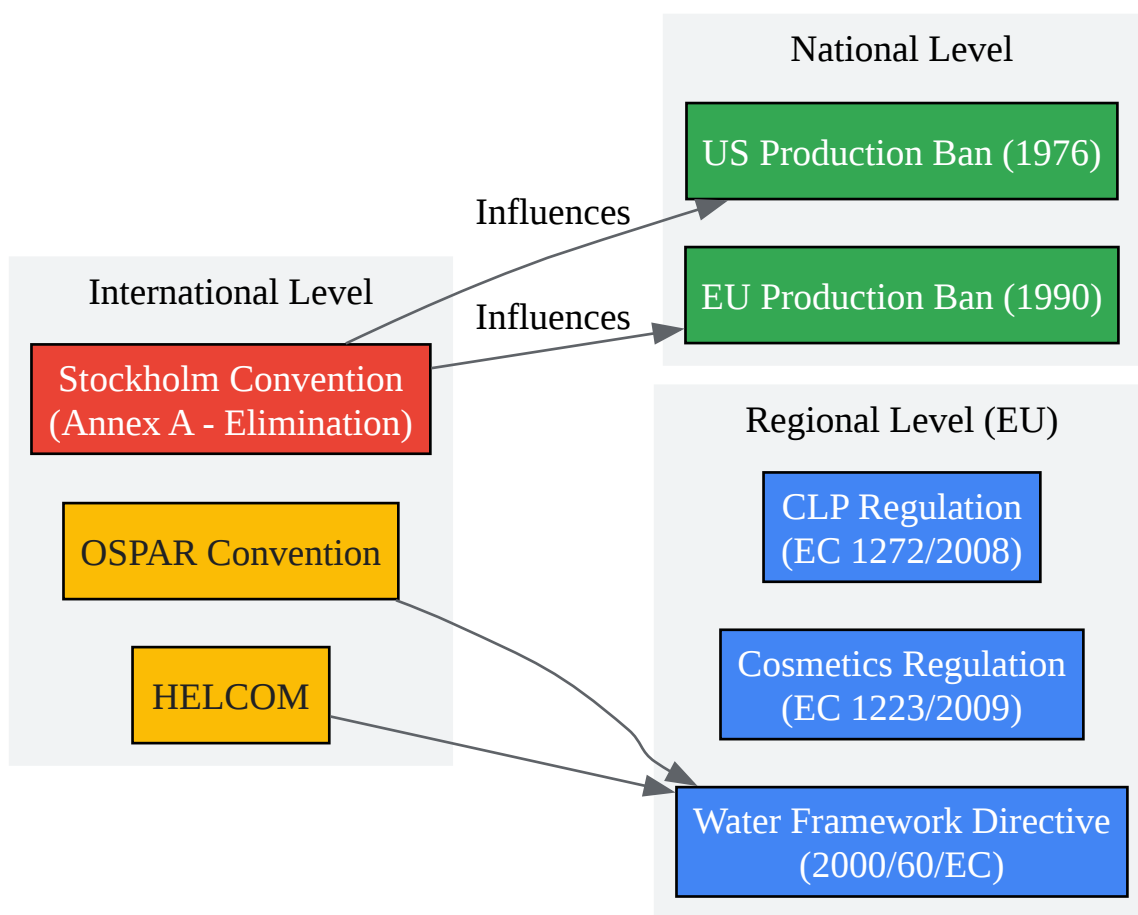 National Level
US Production Ban (1976)
Influences
EU Production Ban (1990)
Influences
International Level
Stockholm Convention
(Annex A - Elimination)
OSPAR Convention
HELCOM
Regional Level (EU)
CLP Regulation
(EC 1272/2008)
Cosmetics Regulation
(EC 1223/2009)
Water Framework Directive
(2000/60/EC)